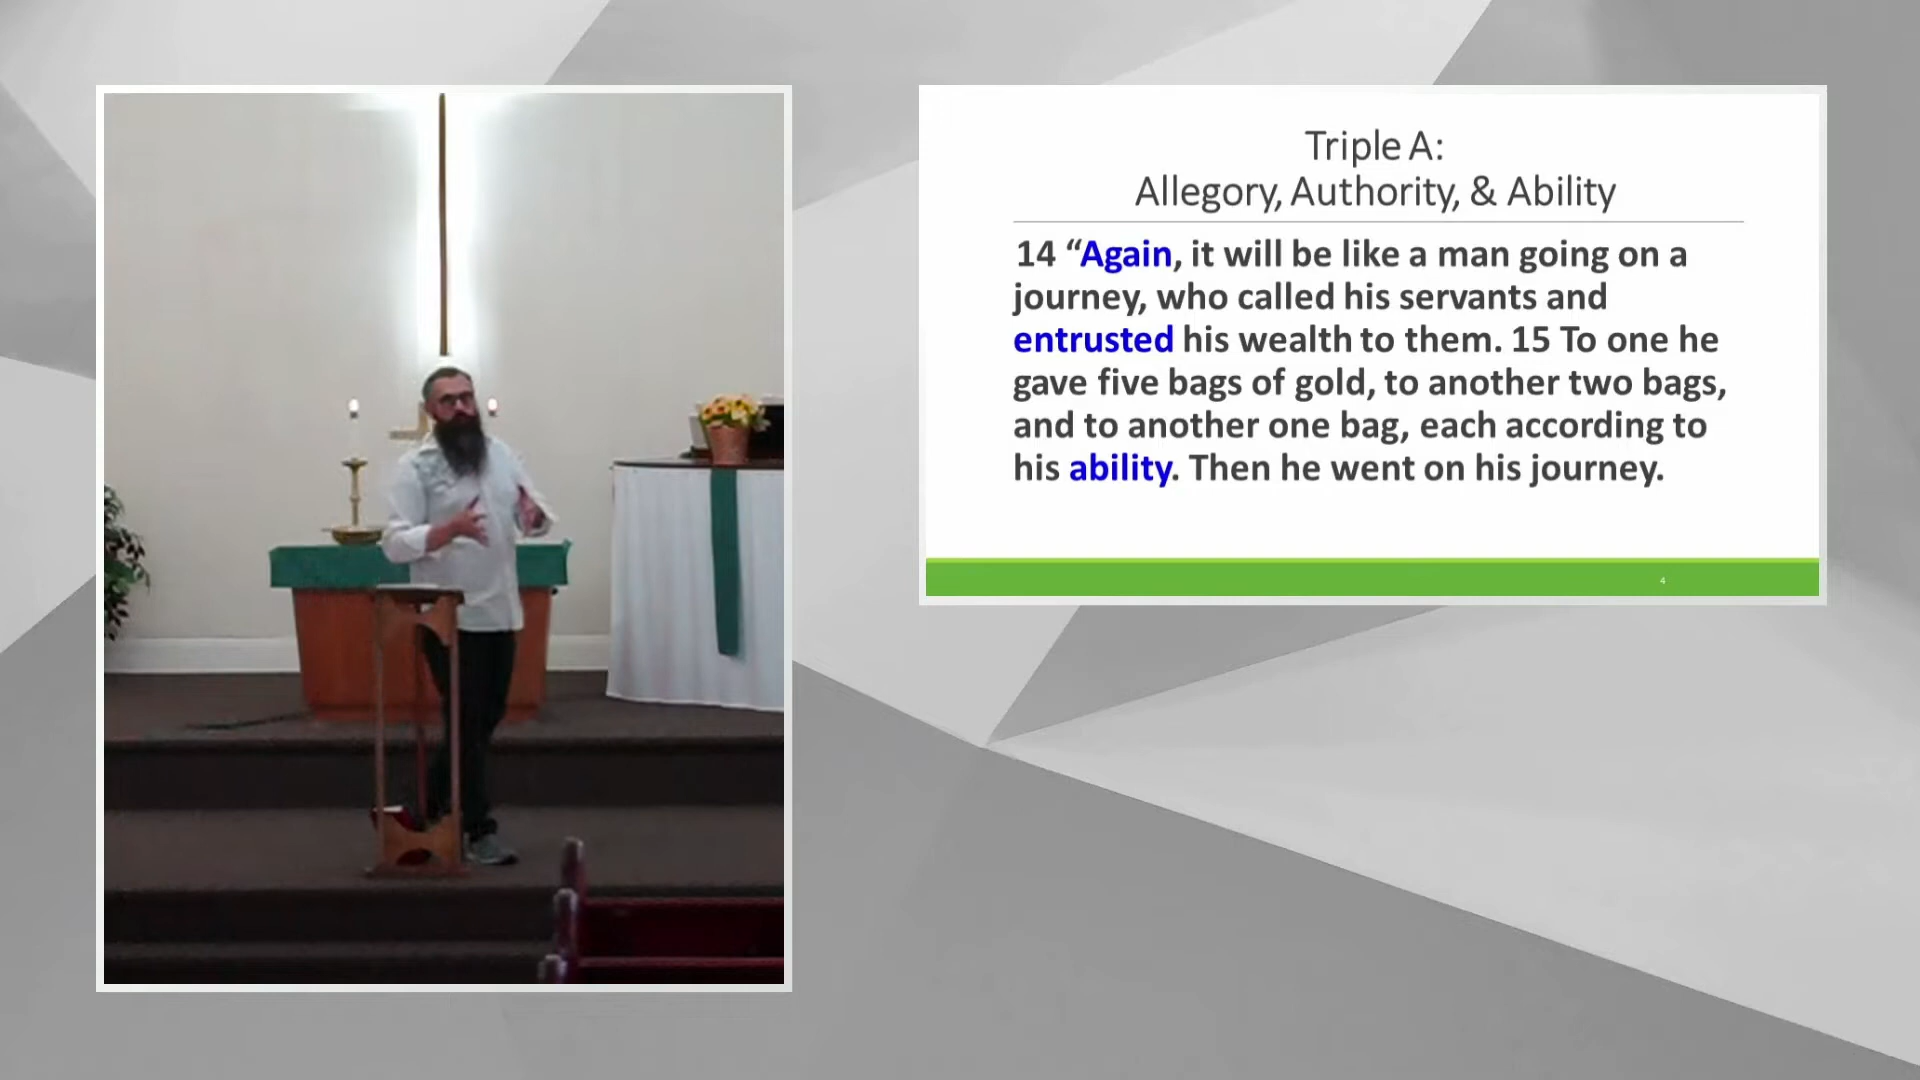 Triple A:
Allegory, Authority, & Ability
14 “Again, it will be like a man going on a
journey, who called his servants and
entrusted his wealth to them. 15 To one he
gave five bags of gold, to another two bags,
and to another one bag, each according to
his ability. Then he went on his journey.
4